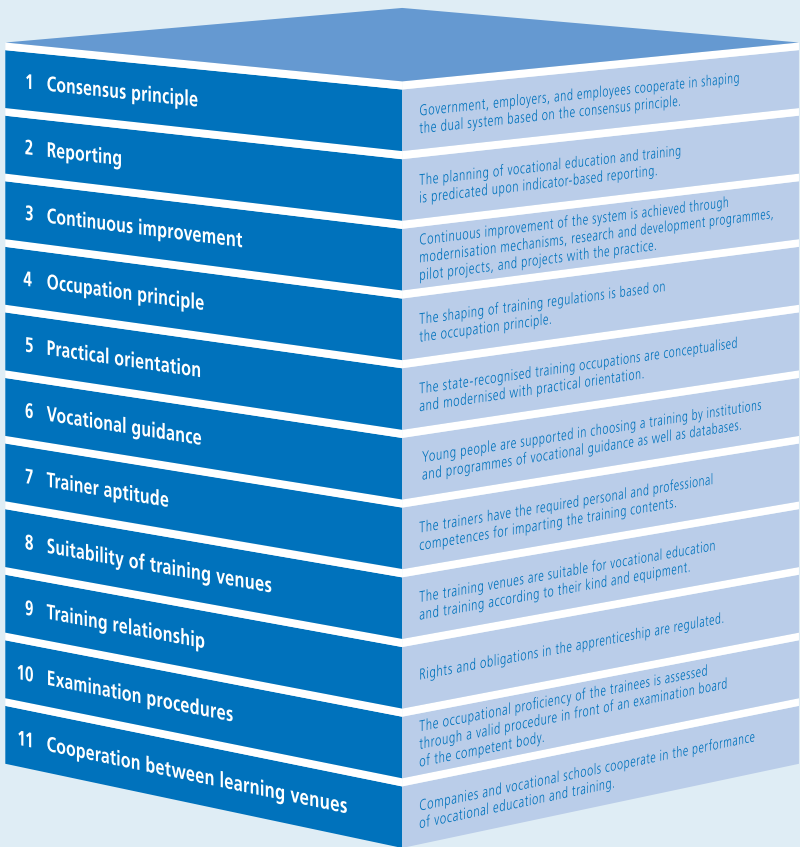 1 Consensus principle
Government, employers, and employees cooperate in shaping
the dual system based on the consensus principle.
2 Reporting
The planning of vocational education and training
is predicated upon indicator-based reporting.
3 Continuous improvement
Continuous improvement of the system is achieved through
modernisation mechanisms, research and development programmes,
pilot projects, and projects with the practice.
4 Occupation principle
The shaping of training regulations is based on
the occupation principle.
5 Practical orientation
The state-recognised training occupations are conceptualised
and modernised with practical orientation.
6 Vocational guidance
Young people are supported in choosing a training by institutions
and programmes of vocational guidance as well as databases.
7 Trainer aptitude
The trainers have the required personal and professional
competences for imparting the training contents.
8 Suitability of training venues
The training venues are suitable for vocational education
and training according to their kind and equipment.
9 Training relationship
Rights and obligations in the apprenticeship are regulated.
10 Examination procedures
The occupational proficiency of the trainees is assessed
through a valid procedure in front of an examination board
of the competent body.
11 Cooperation between learning venues
Companies and vocational schools cooperate in the performance
of vocational education and training.